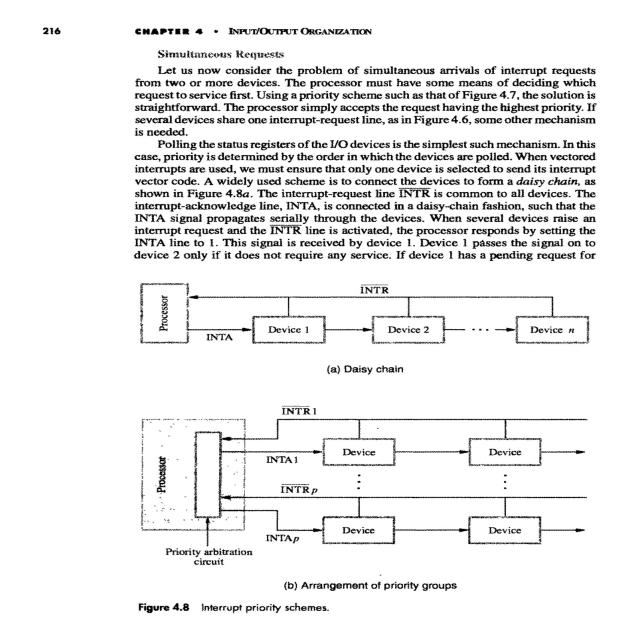 216
CHAPTER 4 • INPUT/OUTPUT ORGANIZATION
Simultaneous Requests
Let us now consider the problem of simultaneous arrivals of interrupt requests
from two or more devices. The processor must have some means of deciding which
request to service first. Using a priority scheme such as that of Figure 4.7, the solution is
straightforward. The processor simply accepts the request having the highest priority. If
several devices share one interrupt-request line, as in Figure 4.6, some other mechanism
is needed.
Polling the status registers of the I/O devices is the simplest such mechanism. In this
case, priority is determined by the order in which the devices are polled. When vectored
interrupts are used, we must ensure that only one device is selected to send its interrupt
vector code. A widely used scheme is to connect the devices to form a daisy chain, as
shown in Figure 4.8a. The interrupt-request line I̅N̅T̅R̅ is common to all devices. The
interrupt-acknowledge line, INTA, is connected in a daisy-chain fashion, such that the
INTA signal propagates serially through the devices. When several devices raise an
interrupt request and the I̅N̅T̅R̅ line is activated, the processor responds by setting the
INTA line to 1. This signal is received by device 1. Device 1 passes the signal on to
device 2 only if it does not require any service. If device 1 has a pending request for
I̅N̅T̅R̅
Processor
Device 1
Device 2
...
Device n
INTA
(a) Daisy chain
I̅N̅T̅R̅ 1
Processor
Device
Device
INTA 1
I̅N̅T̅R̅ p
Device
Device
INTA p
Priority arbitration
circuit
(b) Arrangement of priority groups
Figure 4.8 Interrupt priority schemes.